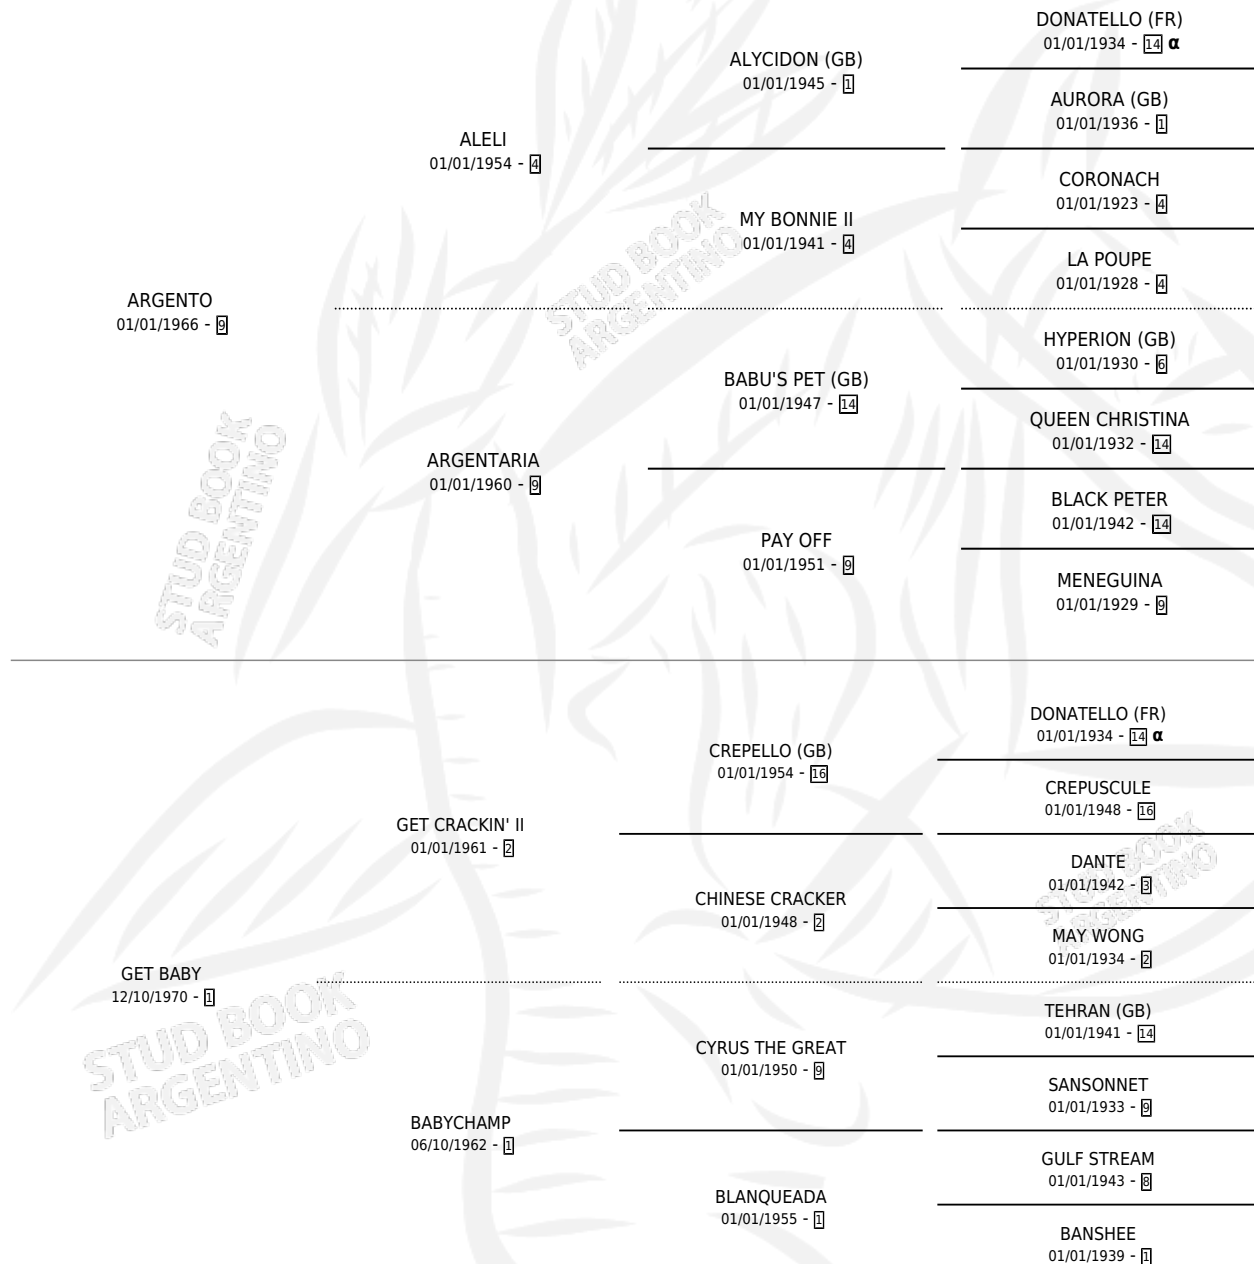 DONATELLO (FR)
01/01/1934 - 14 α
ALYCIDON (GB)
01/01/1945 - 1
AURORA (GB)
01/01/1936 - 1
ALELI
01/01/1954 - 4
CORONACH
01/01/1923 - 4
MY BONNIE II
01/01/1941 - 4
LA POUPE
01/01/1928 - 4
ARGENTO
01/01/1966 - 9
HYPERION (GB)
01/01/1930 - 6
BABU'S PET (GB)
01/01/1947 - 14
QUEEN CHRISTINA
01/01/1932 - 14
ARGENTARIA
01/01/1960 - 9
BLACK PETER
01/01/1942 - 14
PAY OFF
01/01/1951 - 9
MENEGUINA
01/01/1929 - 9
DONATELLO (FR)
01/01/1934 - 14 α
CREPELLO (GB)
01/01/1954 - 16
CREPUSCULE
01/01/1948 - 16
GET CRACKIN' II
01/01/1961 - 2
DANTE
01/01/1942 - 3
CHINESE CRACKER
01/01/1948 - 2
MAY WONG
01/01/1934 - 2
GET BABY
12/10/1970 - 1
TEHRAN (GB)
01/01/1941 - 14
CYRUS THE GREAT
01/01/1950 - 9
SANSONNET
01/01/1933 - 9
BABYCHAMP
06/10/1962 - 1
GULF STREAM
01/01/1943 - 8
BLANQUEADA
01/01/1955 - 1
BANSHEE
01/01/1939 - 1
STUD BOOK
ARGENTINO
STUD BOOK
ARGENTINO
STUD BOOK
ARGENTINO
STUD BOOK
ARGENTINO